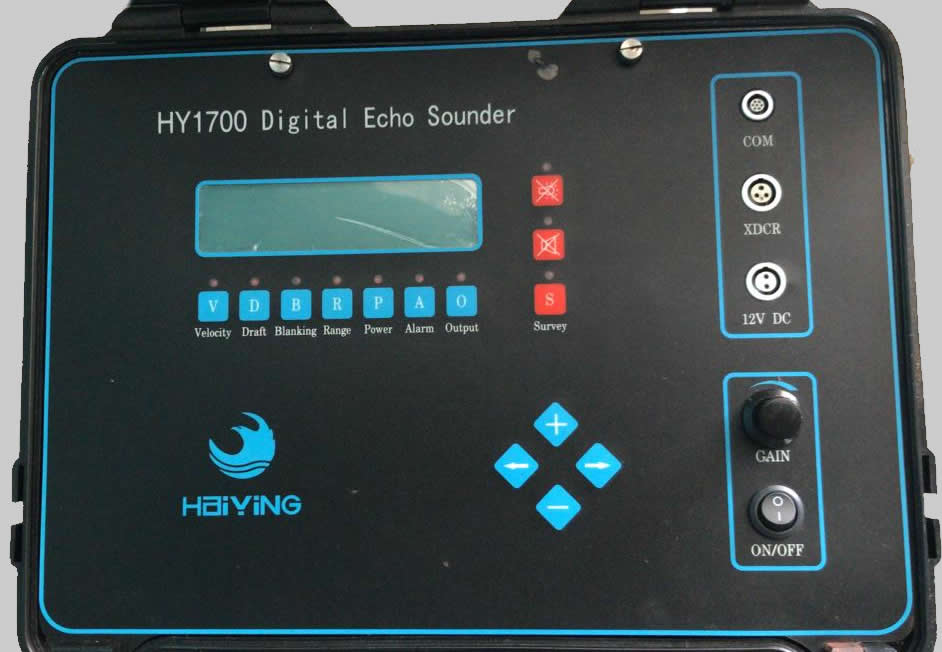 HY1700 Digital Echo Sounder
COM
XDCR
V D B R P A O
S
Velocity Draft Blanking Range Power Alarm Output
Survey
12V DC
HAiYiNG
GAIN
ON/OFF